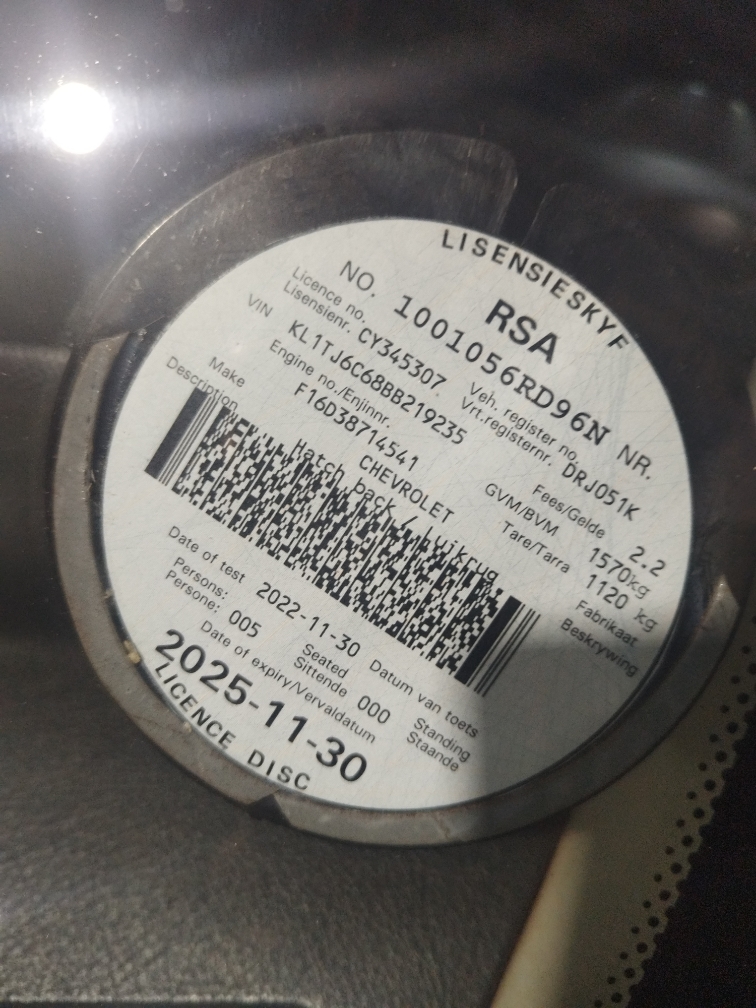 LISENSIESKYF
RSA
NO. 1001056RD96N NR.
Licence no. Veh. register no.
Lisensienr. CY345307 Vrt.registernr. DRJ051K
VIN KL1TJ6C68BB219235 Fees/Gelde 2.2
Engine no./Enjinnr. GVM/BVM 1570kg
F16D38714541 Tare/Tarra 1120 kg
Make CHEVROLET Fabrikaat
Description Hatch back / Luikrug Beskrywing
Date of test 2022-11-30 Datum van toets
Persons: Seated Standing
Persone: 005 Sittende 000 Staande
Date of expiry/Vervaldatum
2025-11-30
LICENCE DISC